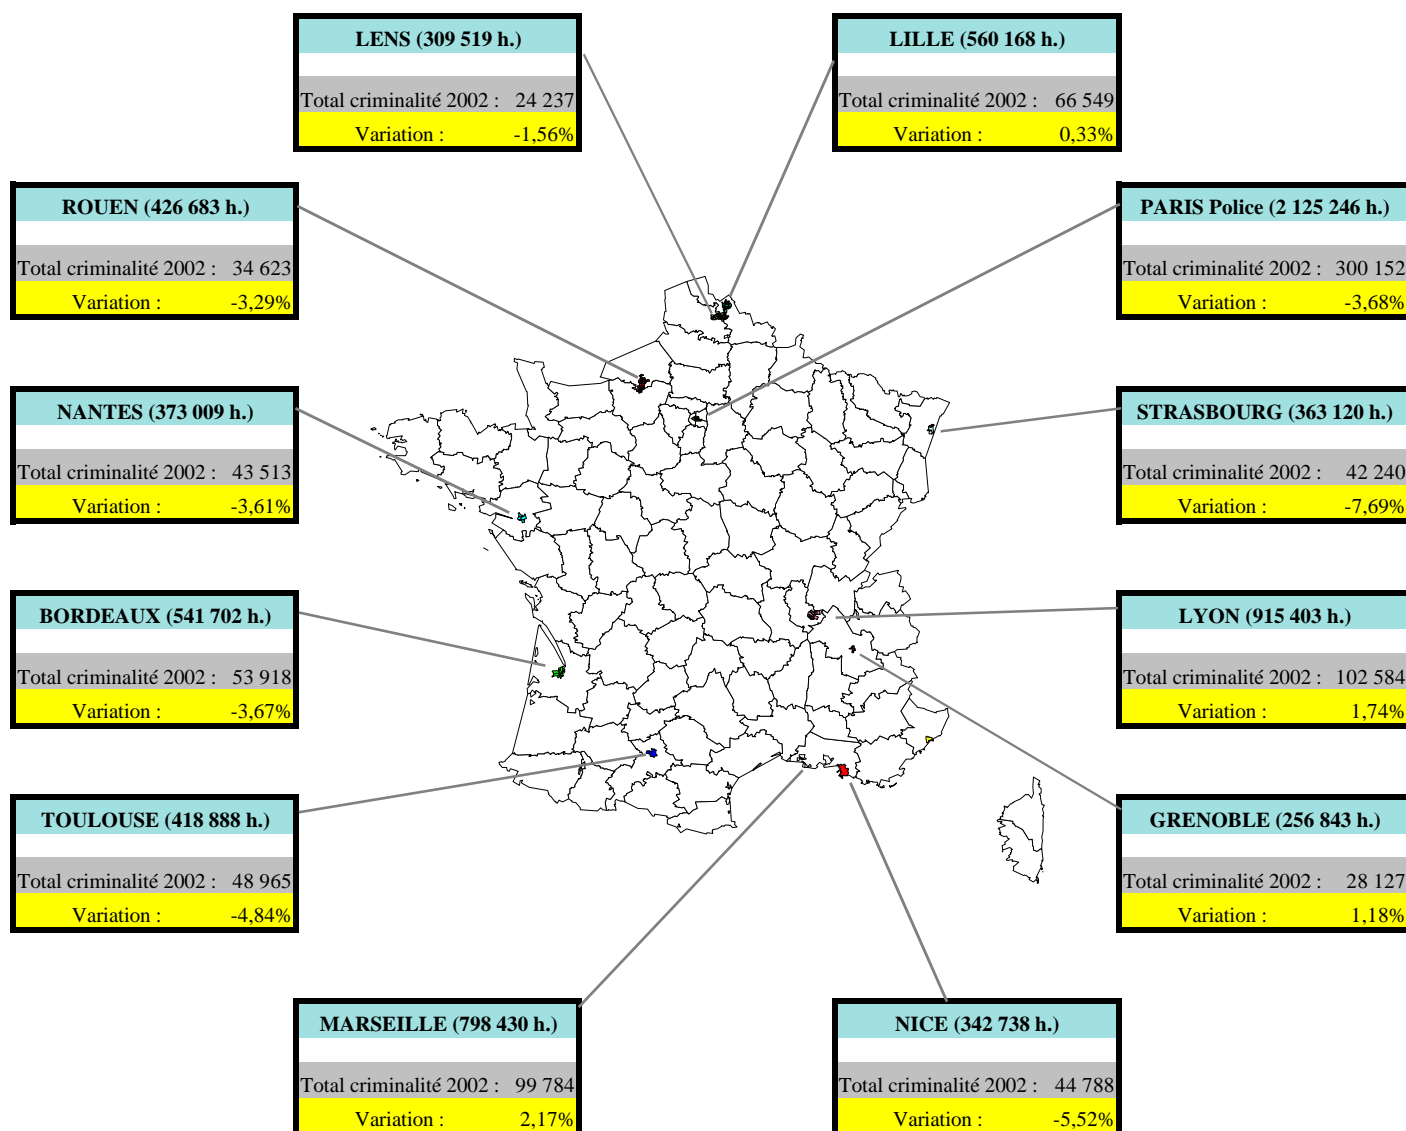 LENS (309 519 h.)
Total criminalité 2002 : 24 237
Variation : -1,56%
LILLE (560 168 h.)
Total criminalité 2002 : 66 549
Variation : 0,33%
ROUEN (426 683 h.)
Total criminalité 2002 : 34 623
Variation : -3,29%
PARIS Police (2 125 246 h.)
Total criminalité 2002 : 300 152
Variation : -3,68%
NANTES (373 009 h.)
Total criminalité 2002 : 43 513
Variation : -3,61%
STRASBOURG (363 120 h.)
Total criminalité 2002 : 42 240
Variation : -7,69%
BORDEAUX (541 702 h.)
Total criminalité 2002 : 53 918
Variation : -3,67%
LYON (915 403 h.)
Total criminalité 2002 : 102 584
Variation : 1,74%
TOULOUSE (418 888 h.)
Total criminalité 2002 : 48 965
Variation : -4,84%
GRENOBLE (256 843 h.)
Total criminalité 2002 : 28 127
Variation : 1,18%
MARSEILLE (798 430 h.)
Total criminalité 2002 : 99 784
Variation : 2,17%
NICE (342 738 h.)
Total criminalité 2002 : 44 788
Variation : -5,52%